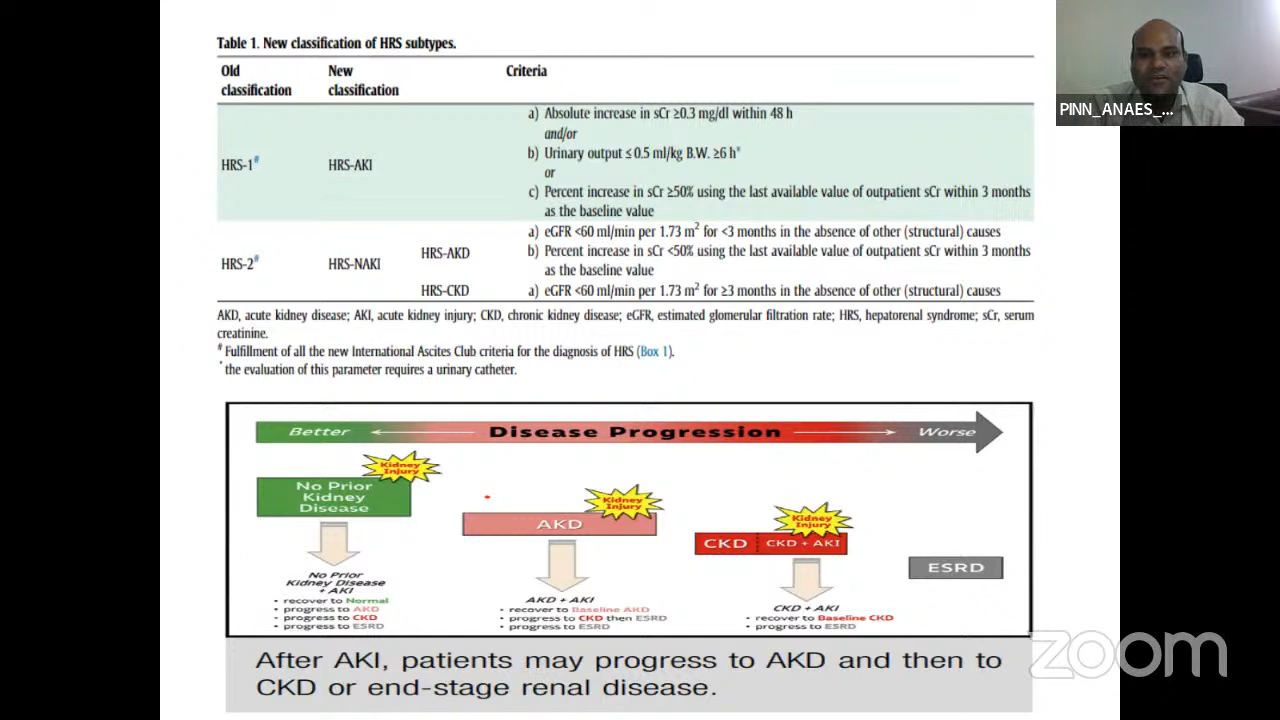 Table 1. New classification of HRS subtypes.
Old classification
New classification
Criteria
HRS-1#
HRS-AKI
a) Absolute increase in sCr ≥0.3 mg/dl within 48 h
and/or
b) Urinary output ≤ 0.5 ml/kg B.W. ≥6 h*
or
c) Percent increase in sCr ≥50% using the last available value of outpatient sCr within 3 months
as the baseline value
HRS-2#
HRS-NAKI
HRS-AKD
a) eGFR <60 ml/min per 1.73 m² for <3 months in the absence of other (structural) causes
b) Percent increase in sCr <50% using the last available value of outpatient sCr within 3 months
as the baseline value
HRS-CKD
a) eGFR <60 ml/min per 1.73 m² for ≥3 months in the absence of other (structural) causes
AKD, acute kidney disease; AKI, acute kidney injury; CKD, chronic kidney disease; eGFR, estimated glomerular filtration rate; HRS, hepatorenal syndrome; sCr, serum
creatinine.
# Fulfillment of all the new International Ascites Club criteria for the diagnosis of HRS (Box 1).
* the evaluation of this parameter requires a urinary catheter.
Better
Disease Progression
Worse
Kidney
Injury
No Prior
Kidney
Disease
No Prior
Kidney Disease
+ AKI
• recover to Normal
• progress to AKD
• progress to CKD
• progress to ESRD
Kidney
Injury
AKD
AKD + AKI
• recover to Baseline AKD
• progress to CKD then ESRD
• progress to ESRD
Kidney
Injury
CKD
CKD + AKI
CKD + AKI
• recover to Baseline CKD
• progress to ESRD
ESRD
After AKI, patients may progress to AKD and then to
CKD or end-stage renal disease.
PINN_ANAES_...
zoom